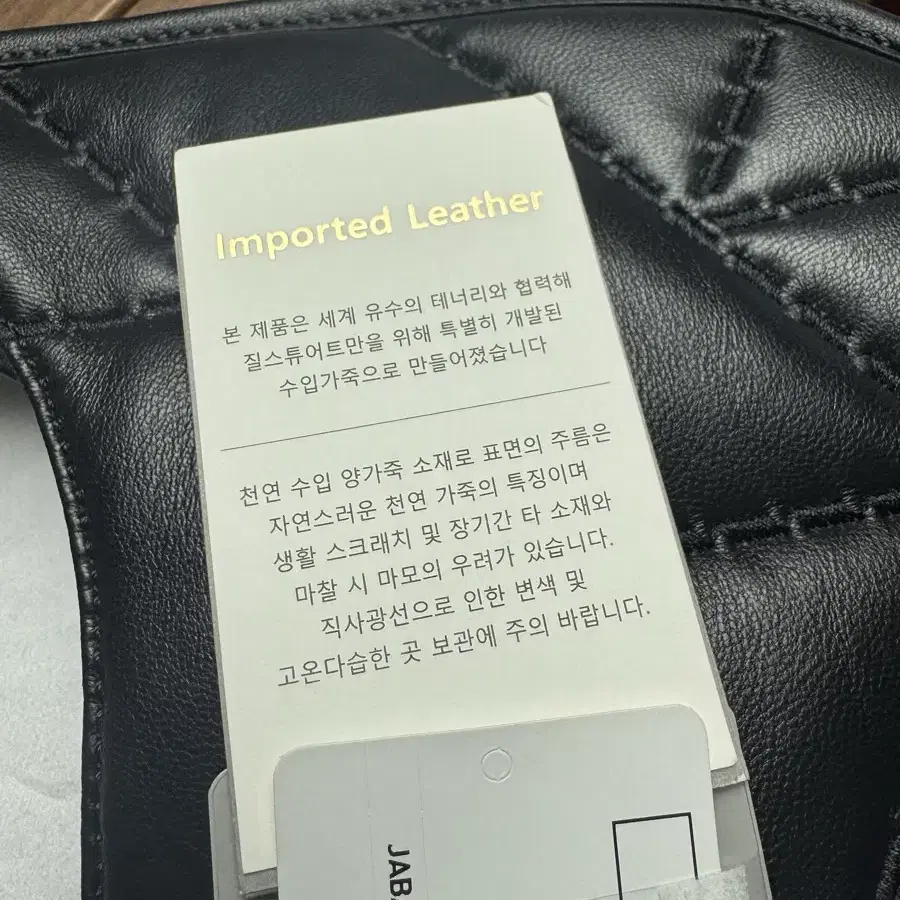 Imported Leather
본 제품은 세계 유수의 테너리와 협력해
질스튜어트만을 위해 특별히 개발된
수입가죽으로 만들어졌습니다
천연 수입 양가죽 소재로 표면의 주름은
자연스러운 천연 가죽의 특징이며
생활 스크래치 및 장기간 타 소재와
마찰 시 마모의 우려가 있습니다.
직사광선으로 인한 변색 및
고온다습한 곳 보관에 주의 바랍니다.